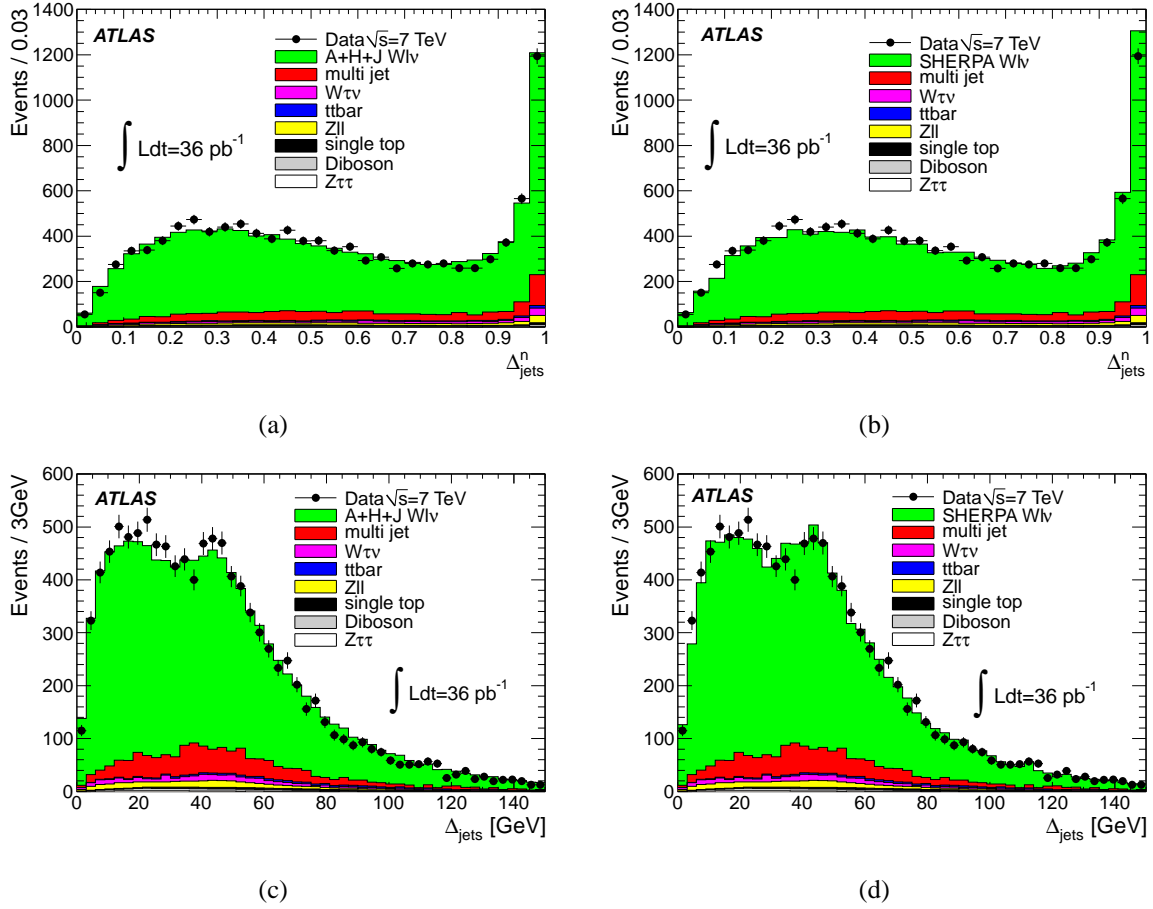 Events / 0.03
1400
1200
1000
800
600
400
200
0
ATLAS
Data√s=7 TeV
A+H+J Wlν
multi jet
Wτν
ttbar
Zll
single top
Diboson
Zττ
∫ Ldt=36 pb⁻¹
0 0.1 0.2 0.3 0.4 0.5 0.6 0.7 0.8 0.9 1
Δⁿjets
(a)
Events / 0.03
1400
1200
1000
800
600
400
200
0
ATLAS
Data√s=7 TeV
SHERPA Wlν
multi jet
Wτν
ttbar
Zll
single top
Diboson
Zττ
∫ Ldt=36 pb⁻¹
0 0.1 0.2 0.3 0.4 0.5 0.6 0.7 0.8 0.9 1
Δⁿjets
(b)
Events / 3GeV
600
500
400
300
200
100
0
ATLAS
Data√s=7 TeV
A+H+J Wlν
multi jet
Wτν
ttbar
Zll
single top
Diboson
Zττ
∫ Ldt=36 pb⁻¹
0 20 40 60 80 100 120 140
Δjets [GeV]
(c)
Events / 3GeV
600
500
400
300
200
100
0
ATLAS
Data√s=7 TeV
SHERPA Wlν
multi jet
Wτν
ttbar
Zll
single top
Diboson
Zττ
∫ Ldt=36 pb⁻¹
0 20 40 60 80 100 120 140
Δjets [GeV]
(d)